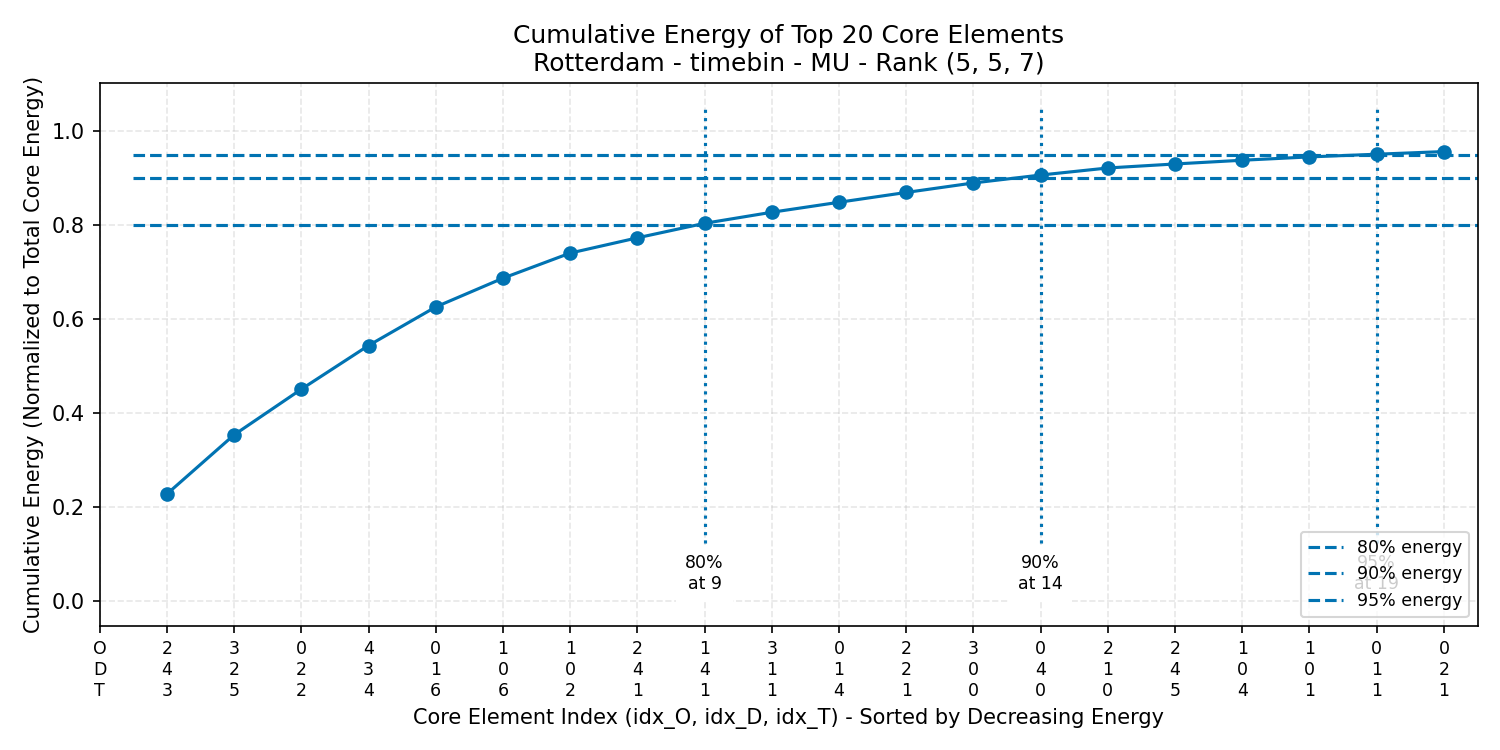 Cumulative Energy of Top 20 Core Elements
Rotterdam - timebin - MU - Rank (5, 5, 7)
Cumulative Energy (Normalized to Total Core Energy)
1.0
0.8
0.6
0.4
0.2
0.0
80%
at 9
90%
at 14
95%
at 19
80% energy
90% energy
95% energy
O 2 3 0 4 0 1 1 2 1 3 0 2 3 0 2 2 1 1 0 0
D 4 2 2 3 1 0 0 4 4 1 1 2 0 4 1 4 0 0 1 2
T 3 5 2 4 6 6 2 1 1 1 4 1 0 0 0 5 4 1 1 1
Core Element Index (idx_O, idx_D, idx_T) - Sorted by Decreasing Energy